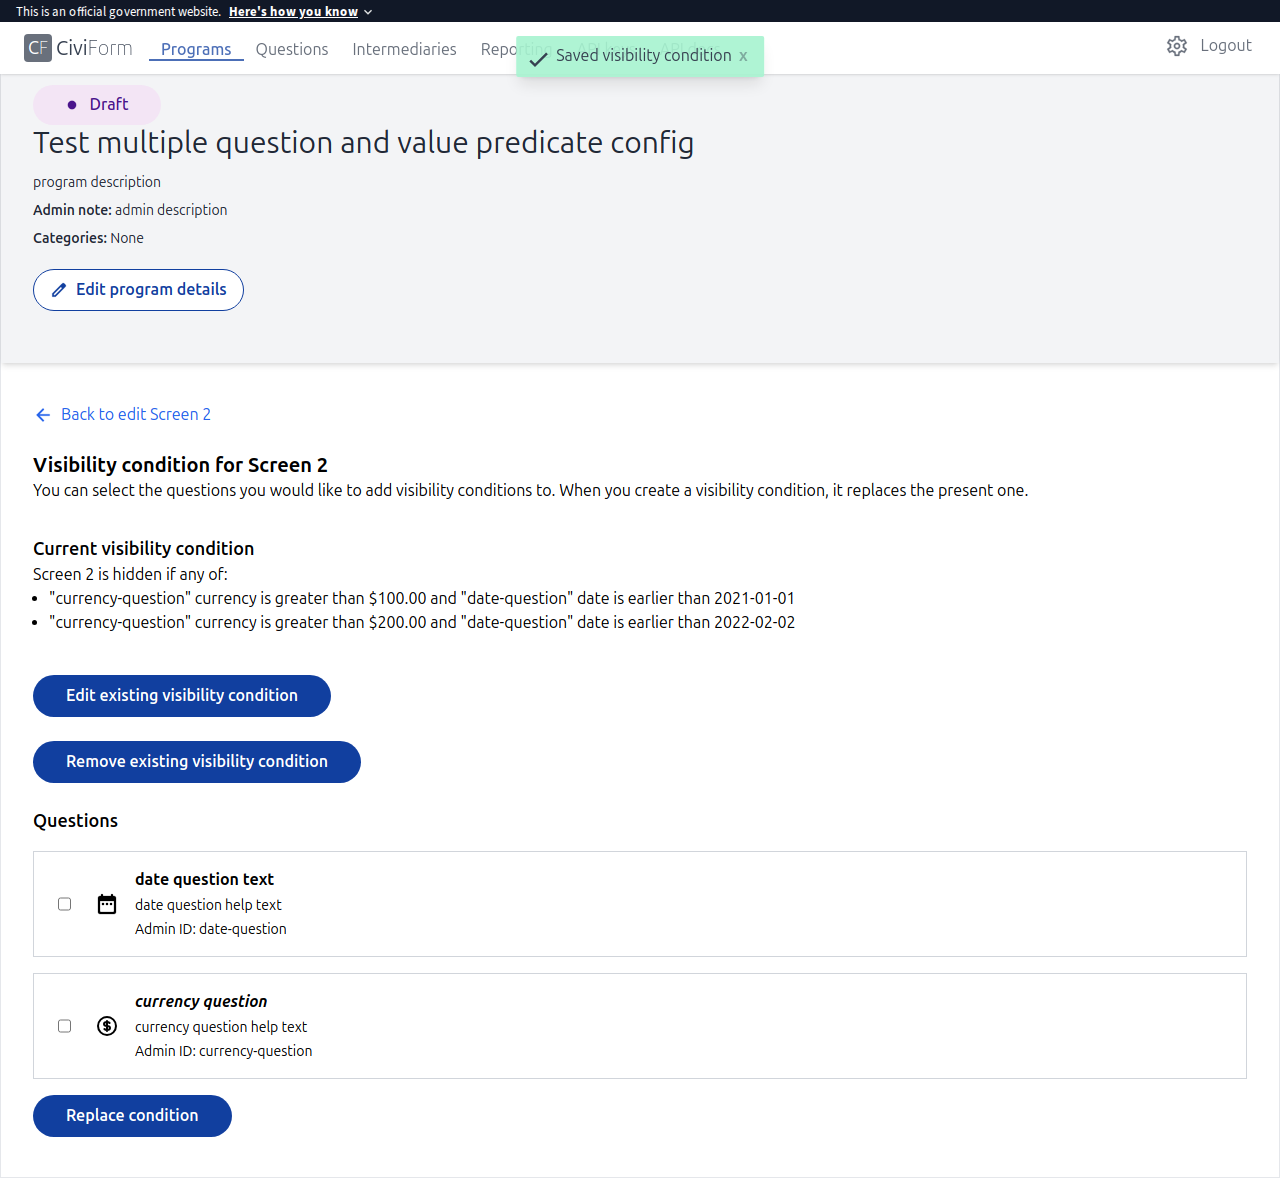 This is an official government website. Here's how you know
CF CiviForm Programs Questions Intermediaries Logout
Saved visibility condition x
Draft
Test multiple question and value predicate config
program description
Admin note: admin description
Categories: None
Edit program details
Back to edit Screen 2
Visibility condition for Screen 2
You can select the questions you would like to add visibility conditions to. When you create a visibility condition, it replaces the present one.
Current visibility condition
Screen 2 is hidden if any of:
• "currency-question" currency is greater than $100.00 and "date-question" date is earlier than 2021-01-01
• "currency-question" currency is greater than $200.00 and "date-question" date is earlier than 2022-02-02
Edit existing visibility condition
Remove existing visibility condition
Questions
date question text
date question help text
Admin ID: date-question
currency question
currency question help text
Admin ID: currency-question
Replace condition